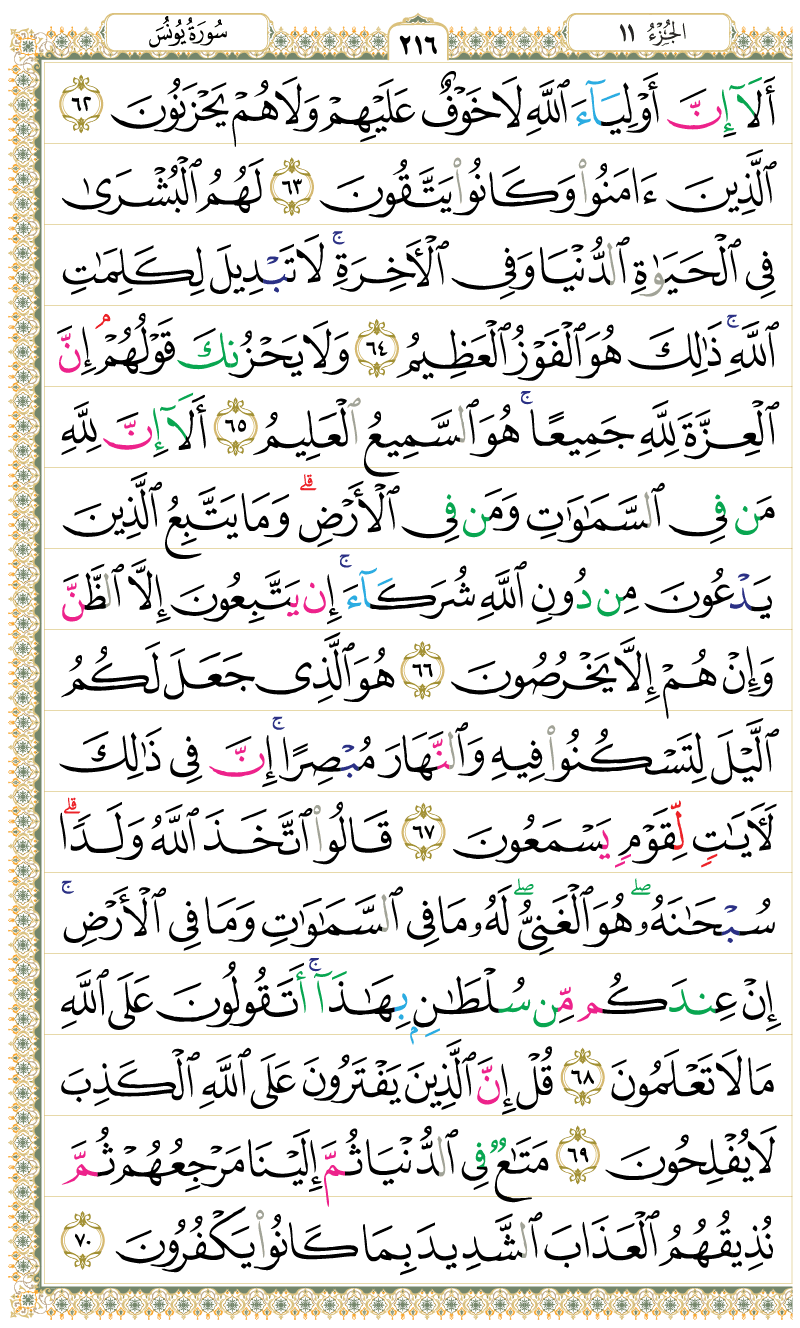 الجُزْءُ ١١
٢١٦
سُورَةُ يُونُسَ
أَلَآ إِنَّ أَوْلِيَآءَ ٱللَّهِ لَا خَوْفٌ عَلَيْهِمْ وَلَا هُمْ يَحْزَنُونَ ٦٢
ٱلَّذِينَ ءَامَنُوا۟ وَكَانُوا۟ يَتَّقُونَ ٦٣ لَهُمُ ٱلْبُشْرَىٰ
فِى ٱلْحَيَوٰةِ ٱلدُّنْيَا وَفِى ٱلْأَخِرَةِۚ لَا تَبْدِيلَ لِكَلِمَٰتِ
ٱللَّهِۚ ذَٰلِكَ هُوَ ٱلْفَوْزُ ٱلْعَظِيمُ ٦٤ وَلَا يَحْزُنكَ قَوْلُهُمْۘ إِنَّ
ٱلْعِزَّةَ لِلَّهِ جَمِيعًاۚ هُوَ ٱلسَّمِيعُ ٱلْعَلِيمُ ٦٥ أَلَآ إِنَّ لِلَّهِ
مَن فِى ٱلسَّمَٰوَٰتِ وَمَن فِى ٱلْأَرْضِۗ وَمَا يَتَّبِعُ ٱلَّذِينَ
يَدْعُونَ مِن دُونِ ٱللَّهِ شُرَكَآءَۚ إِن يَتَّبِعُونَ إِلَّا ٱلظَّنَّ
وَإِنْ هُمْ إِلَّا يَخْرُصُونَ ٦٦ هُوَ ٱلَّذِى جَعَلَ لَكُمُ
ٱلَّيْلَ لِتَسْكُنُوا۟ فِيهِ وَٱلنَّهَارَ مُبْصِرًاۚ إِنَّ فِى ذَٰلِكَ
لَأَيَٰتٍ لِّقَوْمٍ يَسْمَعُونَ ٦٧ قَالُوا۟ ٱتَّخَذَ ٱللَّهُ وَلَدًاۗ
سُبْحَٰنَهُۥۖ هُوَ ٱلْغَنِىُّۖ لَهُۥ مَا فِى ٱلسَّمَٰوَٰتِ وَمَا فِى ٱلْأَرْضِۚ
إِنْ عِندَكُم مِّن سُلْطَٰنٍۭ بِهَٰذَآۚ أَتَقُولُونَ عَلَى ٱللَّهِ
مَا لَا تَعْلَمُونَ ٦٨ قُلْ إِنَّ ٱلَّذِينَ يَفْتَرُونَ عَلَى ٱللَّهِ ٱلْكَذِبَ
لَا يُفْلِحُونَ ٦٩ مَتَٰعٌ فِى ٱلدُّنْيَا ثُمَّ إِلَيْنَا مَرْجِعُهُمْ ثُمَّ
نُذِيقُهُمُ ٱلْعَذَابَ ٱلشَّدِيدَ بِمَا كَانُوا۟ يَكْفُرُونَ ٧٠